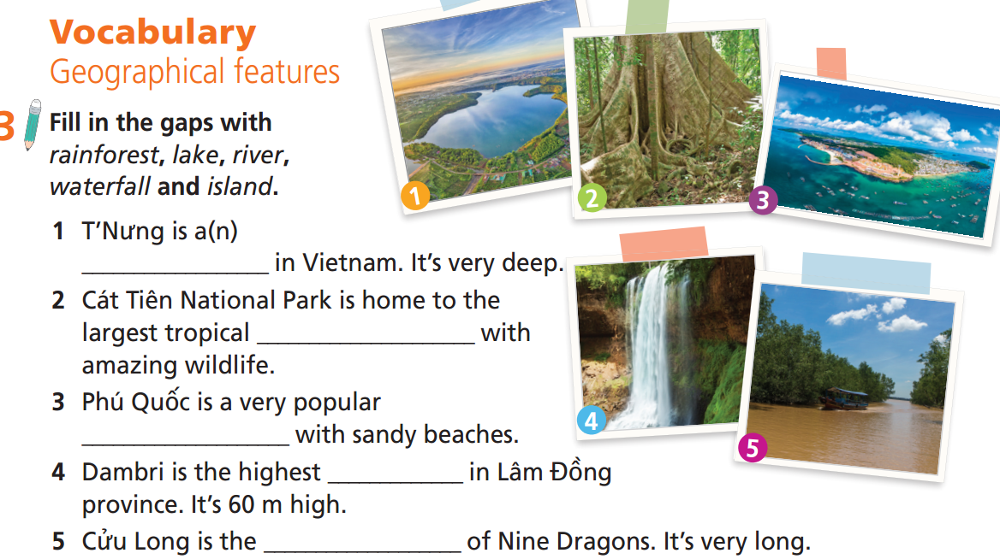 Vocabulary
Geographical features
3 Fill in the gaps with
rainforest, lake, river,
waterfall and island.
1 T’Nưng is a(n)
________________ in Vietnam. It’s very deep.
2 Cát Tiên National Park is home to the
largest tropical ___________________ with
amazing wildlife.
3 Phú Quốc is a very popular
__________________ with sandy beaches.
4 Dambri is the highest ____________ in Lâm Đồng
province. It’s 60 m high.
5 Cửu Long is the _________________ of Nine Dragons. It’s very long.
1
2
3
4
5